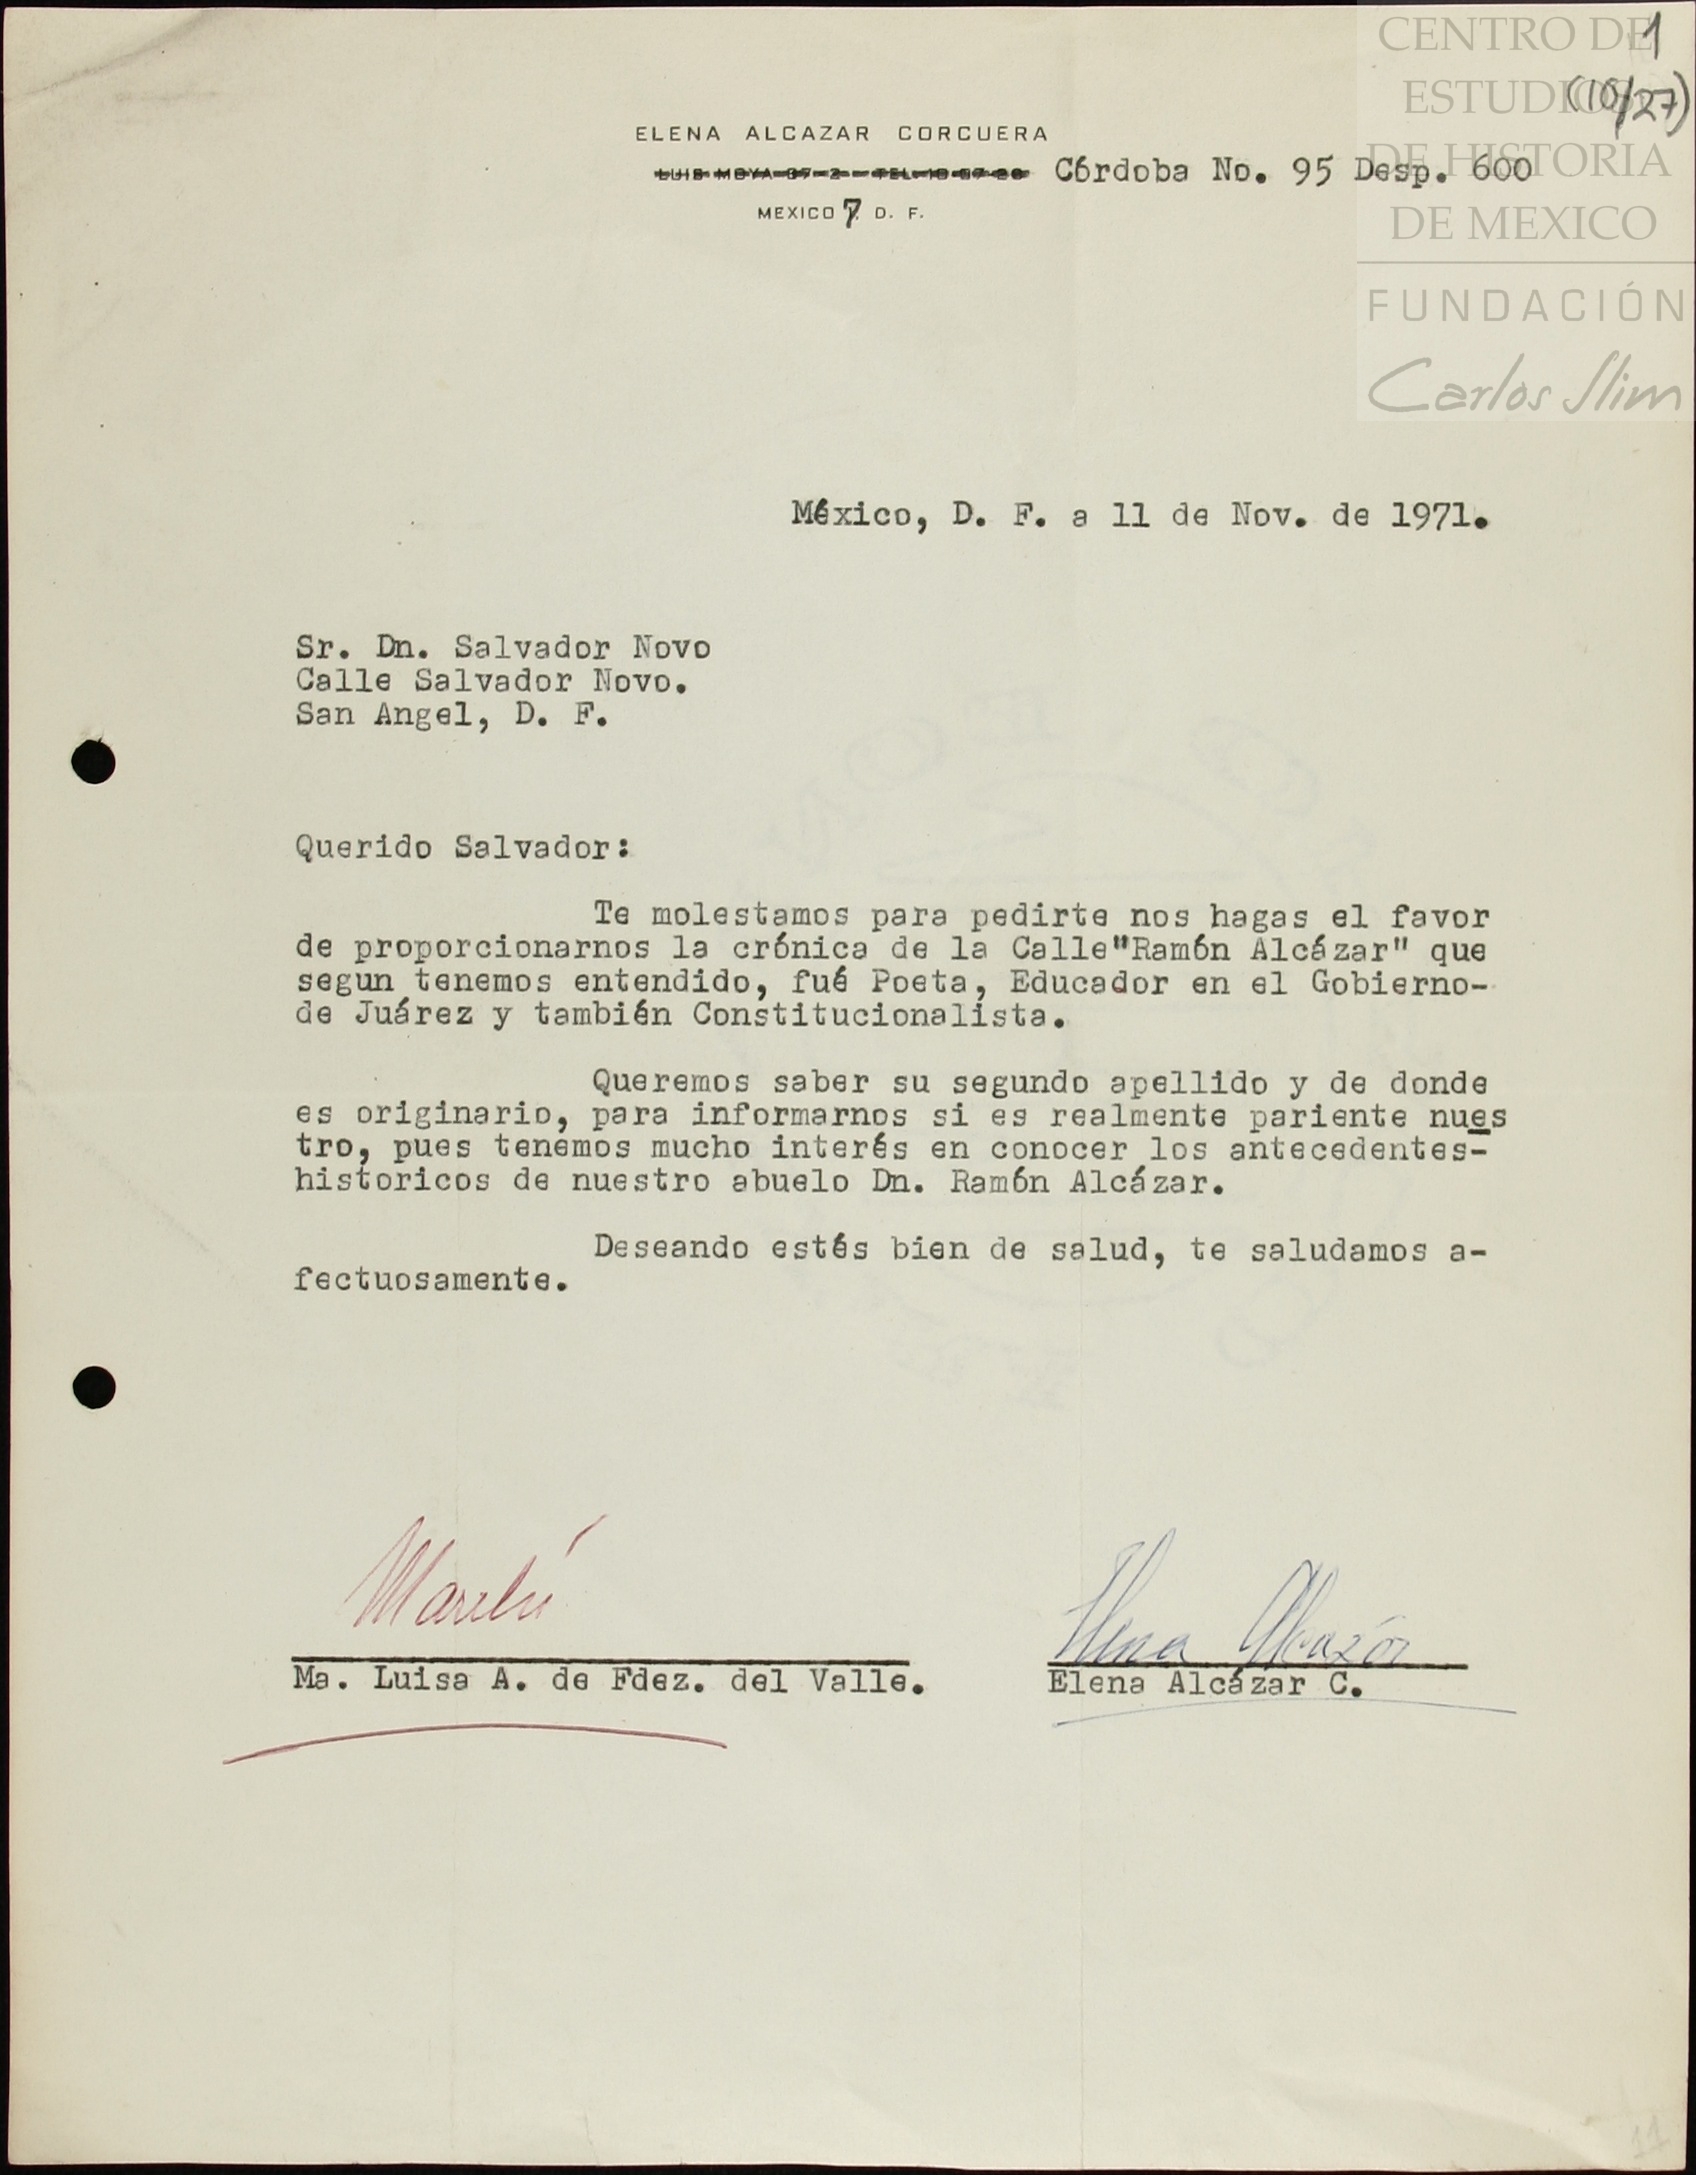 CENTRO DE
ESTUDIOS
DE HISTORIA
DE MEXICO
FUNDACIÓN
Carlos Slim
1
(10/27)
ELENA ALCAZAR CORCUERA
Córdoba No. 95 Desp. 600
MEXICO 7 D. F.
México, D. F. a 11 de Nov. de 1971.
Sr. Dn. Salvador Novo
Calle Salvador Novo.
San Angel, D. F.
Querido Salvador:
Te molestamos para pedirte nos hagas el favor
de proporcionarnos la crónica de la Calle"Ramón Alcázar" que
segun tenemos entendido, fué Poeta, Educador en el Gobierno-
de Juárez y también Constitucionalista.
Queremos saber su segundo apellido y de donde
es originario, para informarnos si es realmente pariente nues
tro, pues tenemos mucho interés en conocer los antecedentes-
historicos de nuestro abuelo Dn. Ramón Alcázar.
Deseando estés bien de salud, te saludamos a-
fectuosamente.
Elena Alcázar
Ma. Luisa A. de Fdez. del Valle.
Elena Alcázar C.
11